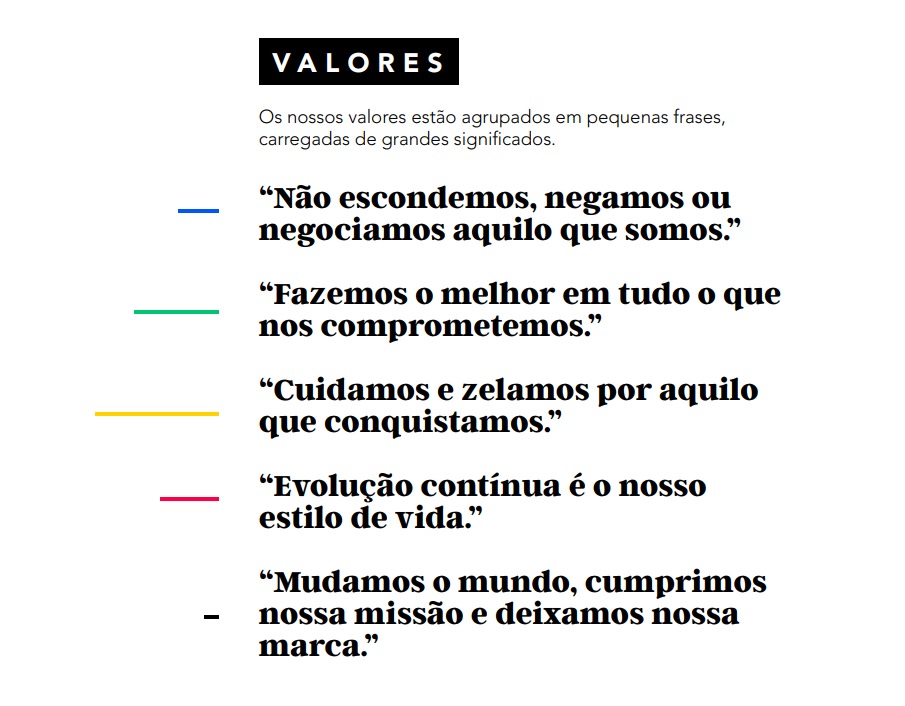 VALORES
Os nossos valores estão agrupados em pequenas frases,
carregadas de grandes significados.
“Não escondemos, negamos ou
negociamos aquilo que somos.”
“Fazemos o melhor em tudo o que
nos comprometemos.”
“Cuidamos e zelamos por aquilo
que conquistamos.”
“Evolução contínua é o nosso
estilo de vida.”
“Mudamos o mundo, cumprimos
nossa missão e deixamos nossa
marca.”